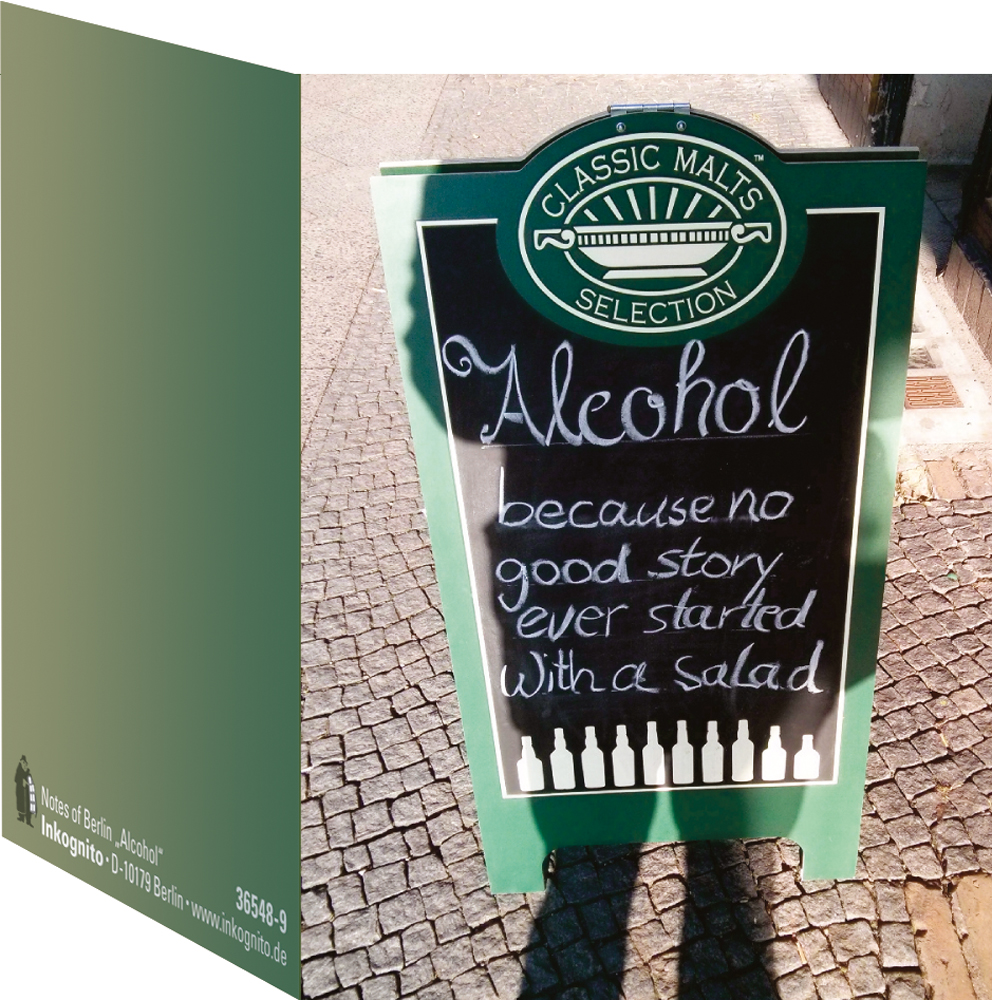 CLASSIC MALTS™
SELECTION
Alcohol
because no
good story
ever started
with a salad
Notes of Berlin „Alcohol“
Inkognito · D-10179 Berlin · www.inkognito.de
36548-9